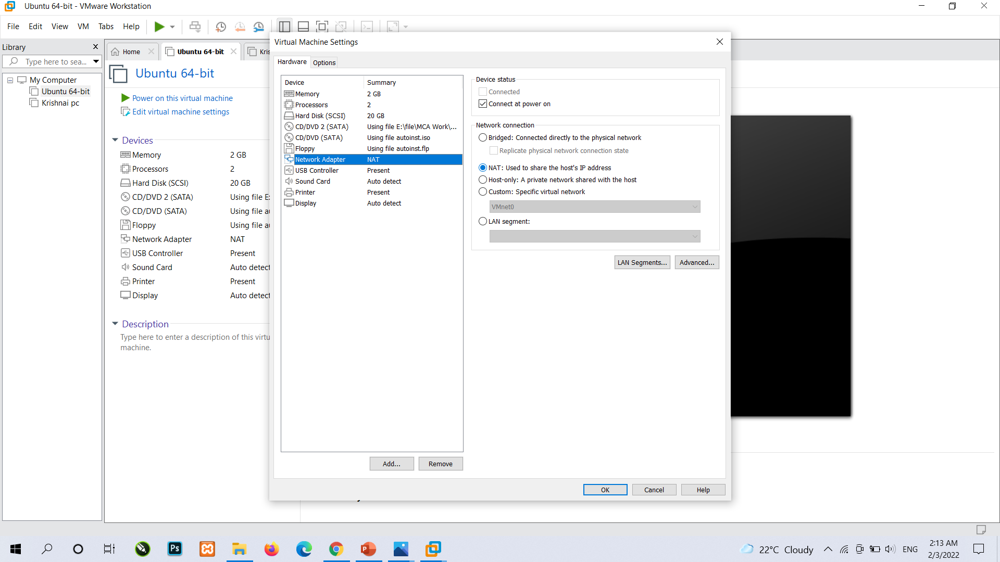 Ubuntu 64-bit - VMware Workstation
File Edit View VM Tabs Help
Library
Type here to sea...
My Computer
Ubuntu 64-bit
Krishnai pc
Home
Ubuntu 64-bit
Kris
Ubuntu 64-bit
Power on this virtual machine
Edit virtual machine settings
Devices
Memory 2 GB
Processors 2
Hard Disk (SCSI) 20 GB
CD/DVD 2 (SATA) Using file E:
CD/DVD (SATA) Using file au
Floppy Using file au
Network Adapter NAT
USB Controller Present
Sound Card Auto detect
Printer Present
Display Auto detect
Description
Type here to enter a description of this virtu
machine.
Virtual Machine Settings
Hardware Options
Device Summary
Memory 2 GB
Processors 2
Hard Disk (SCSI) 20 GB
CD/DVD 2 (SATA) Using file E:\file\MCA Work\...
CD/DVD (SATA) Using file autoinst.iso
Floppy Using file autoinst.flp
Network Adapter NAT
USB Controller Present
Sound Card Auto detect
Printer Present
Display Auto detect
Add... Remove
Device status
Connected
Connect at power on
Network connection
Bridged: Connected directly to the physical network
Replicate physical network connection state
NAT: Used to share the host's IP address
Host-only: A private network shared with the host
Custom: Specific virtual network
VMnet0
LAN segment:
LAN Segments... Advanced...
OK Cancel Help
Ps
22°C Cloudy
ENG
2:13 AM
2/3/2022